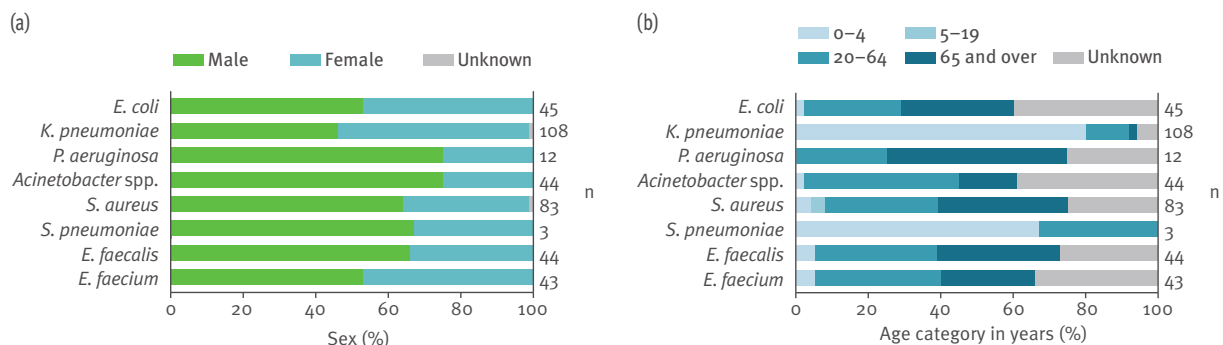 (a)
Male Female Unknown
E. coli 45
K. pneumoniae 108
P. aeruginosa 12
Acinetobacter spp. 44
n
S. aureus 83
S. pneumoniae 3
E. faecalis 44
E. faecium 43
0 20 40 60 80 100
Sex (%)
(b)
0–4 5–19
20–64 65 and over Unknown
E. coli 45
K. pneumoniae 108
P. aeruginosa 12
Acinetobacter spp. 44
n
S. aureus 83
S. pneumoniae 3
E. faecalis 44
E. faecium 43
0 20 40 60 80 100
Age category in years (%)